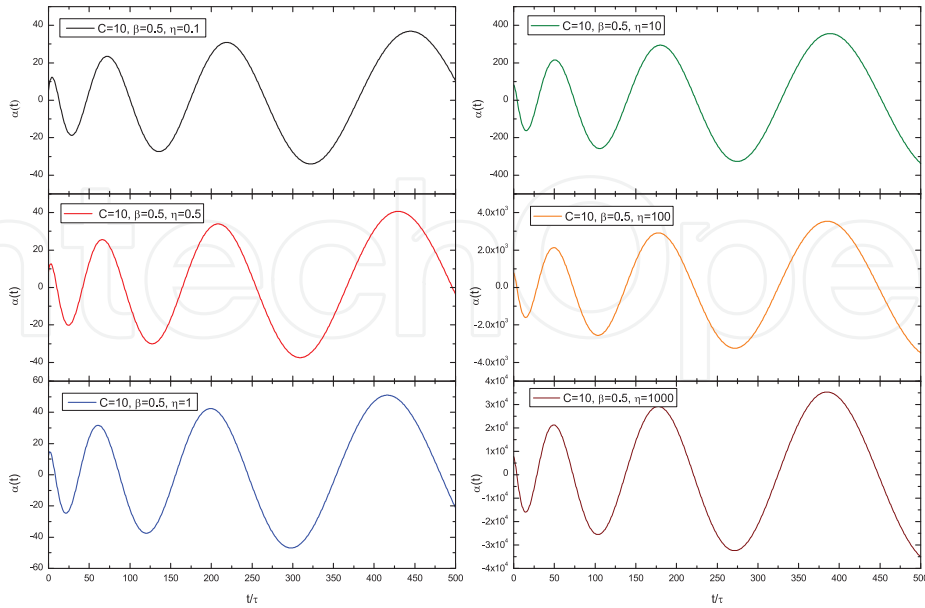 C=10, β=0.5, η=0.1
40
20
0
-20
-40
α(t)
C=10, β=0.5, η=0.5
40
20
0
-20
-40
α(t)
C=10, β=0.5, η=1
60
40
20
0
-20
-40
-60
α(t)
0 50 100 150 200 250 300 350 400 450 500
t/τ
C=10, β=0.5, η=10
400
200
0
-200
-400
α(t)
C=10, β=0.5, η=100
4.0x10³
2.0x10³
0.0
-2.0x10³
-4.0x10³
α(t)
C=10, β=0.5, η=1000
4x10⁴
3x10⁴
2x10⁴
1x10⁴
0
-1x10⁴
-2x10⁴
-3x10⁴
-4x10⁴
α(t)
0 50 100 150 200 250 300 350 400 450 500
t/τ
ntechOpe